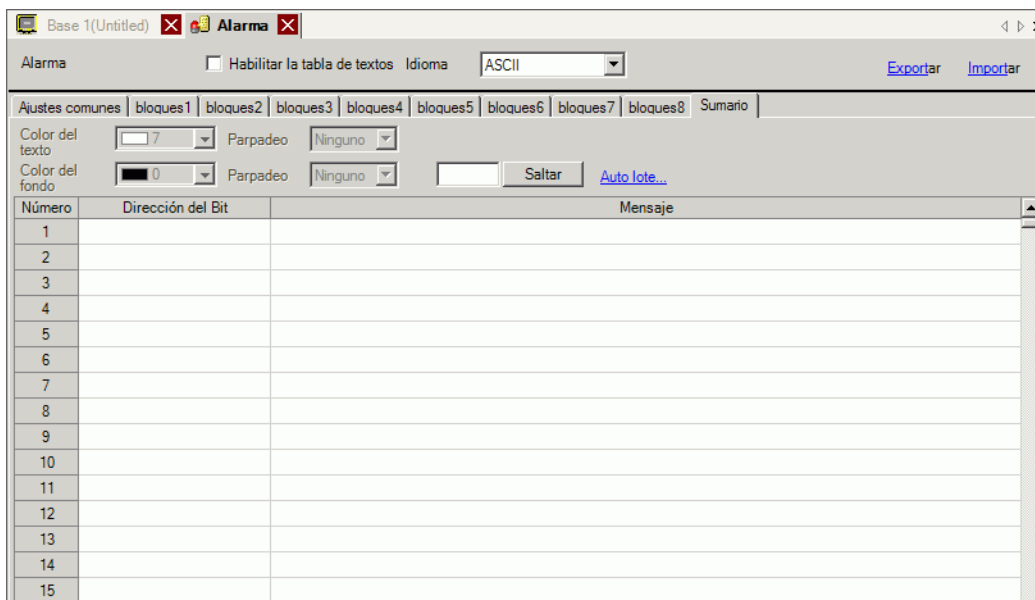 Base 1(Untitled) Alarma
Alarma Habilitar la tabla de textos Idioma ASCII Exportar Importar
Ajustes comunes bloques1 bloques2 bloques3 bloques4 bloques5 bloques6 bloques7 bloques8 Sumario
Color del texto 7 Parpadeo Ninguno
Color del fondo 0 Parpadeo Ninguno Saltar Auto lote...
Número Dirección del Bit Mensaje
1
2
3
4
5
6
7
8
9
10
11
12
13
14
15